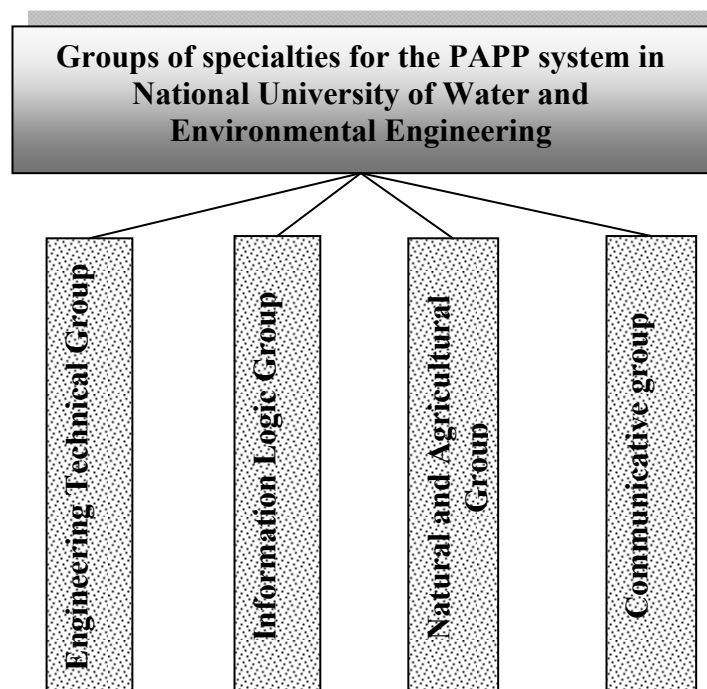 Groups of specialties for the PAPP system in
National University of Water and
Environmental Engineering
Engineering Technical Group
Information Logic Group
Natural and Agricultural
Group
Communicative group